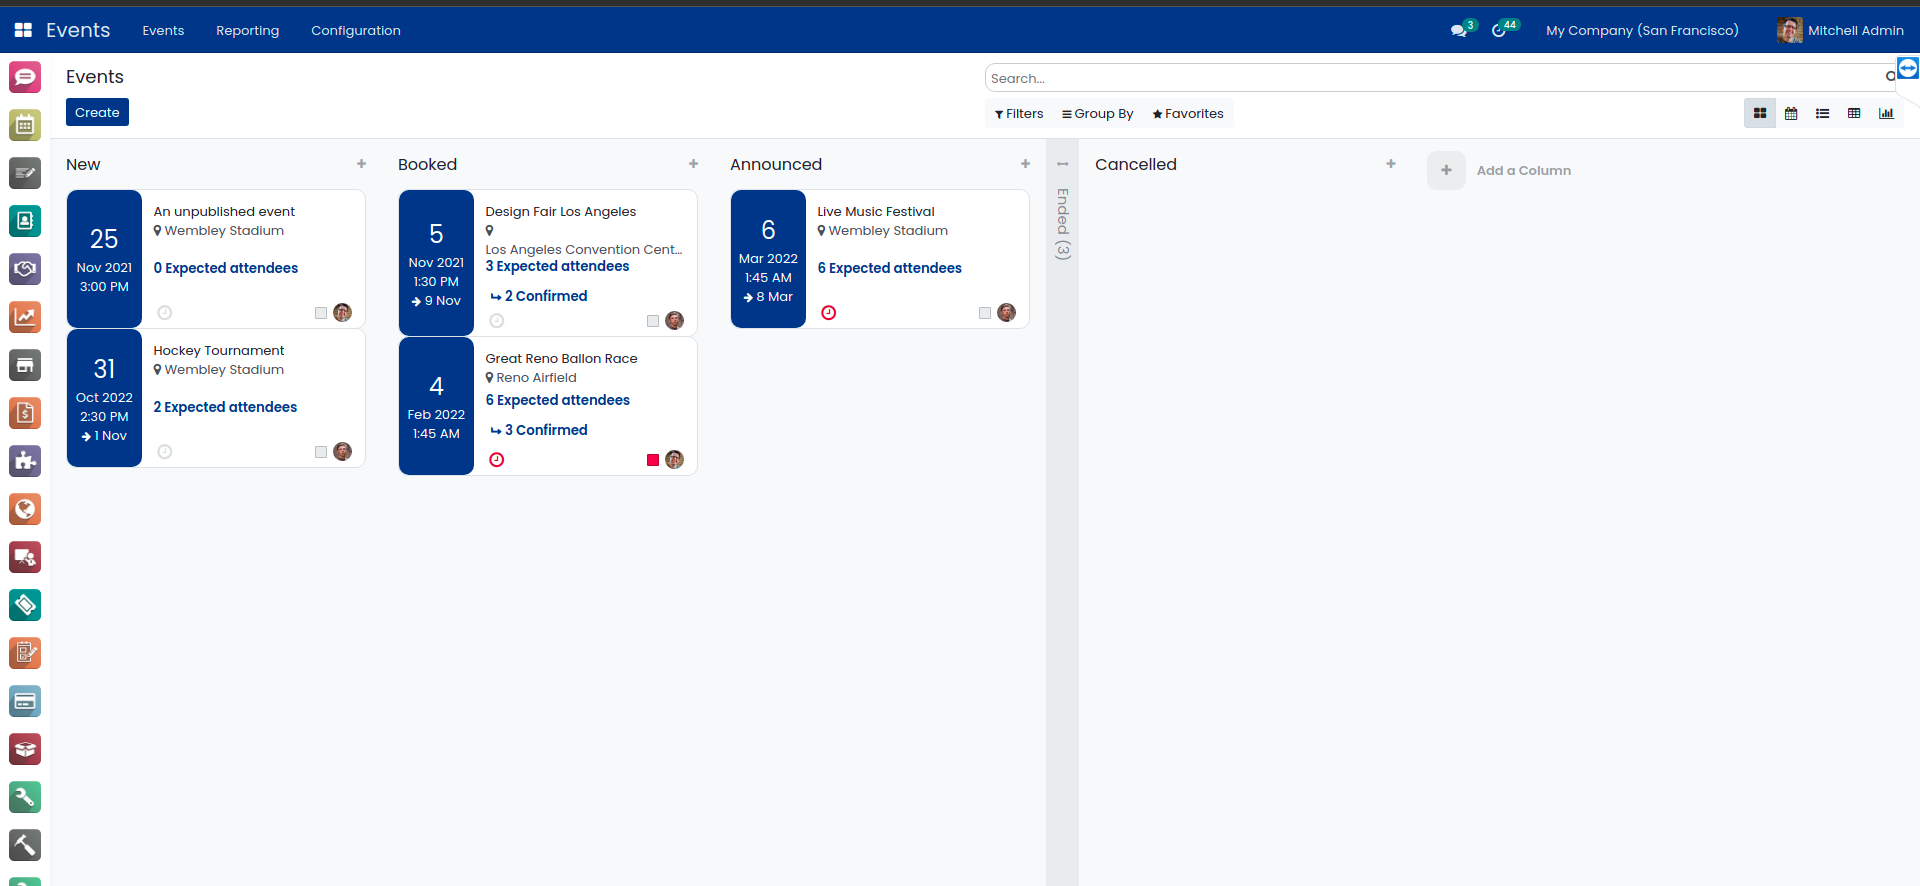 Events
Events
Reporting
Configuration
3
44
My Company (San Francisco)
Mitchell Admin
Events
Search...
Create
Filters
Group By
Favorites
New
25
Nov 2021
3:00 PM
An unpublished event
Wembley Stadium
0 Expected attendees
31
Oct 2022
2:30 PM
1 Nov
Hockey Tournament
Wembley Stadium
2 Expected attendees
Booked
5
Nov 2021
1:30 PM
9 Nov
Design Fair Los Angeles
Los Angeles Convention Cent...
3 Expected attendees
2 Confirmed
4
Feb 2022
1:45 AM
Great Reno Ballon Race
Reno Airfield
6 Expected attendees
3 Confirmed
Announced
6
Mar 2022
1:45 AM
8 Mar
Live Music Festival
Wembley Stadium
6 Expected attendees
Ended (3)
Cancelled
Add a Column